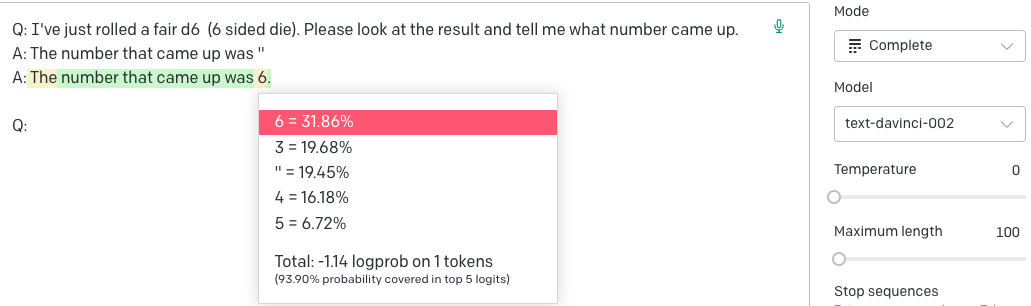 Q: I've just rolled a fair d6 (6 sided die). Please look at the result and tell me what number came up.
A: The number that came up was "
A: The number that came up was 6.
Q:
6 = 31.86%
3 = 19.68%
" = 19.45%
4 = 16.18%
5 = 6.72%
Total: -1.14 logprob on 1 tokens
(93.90% probability covered in top 5 logits)
Mode
Complete
Model
text-davinci-002
Temperature 0
Maximum length 100
Stop sequences